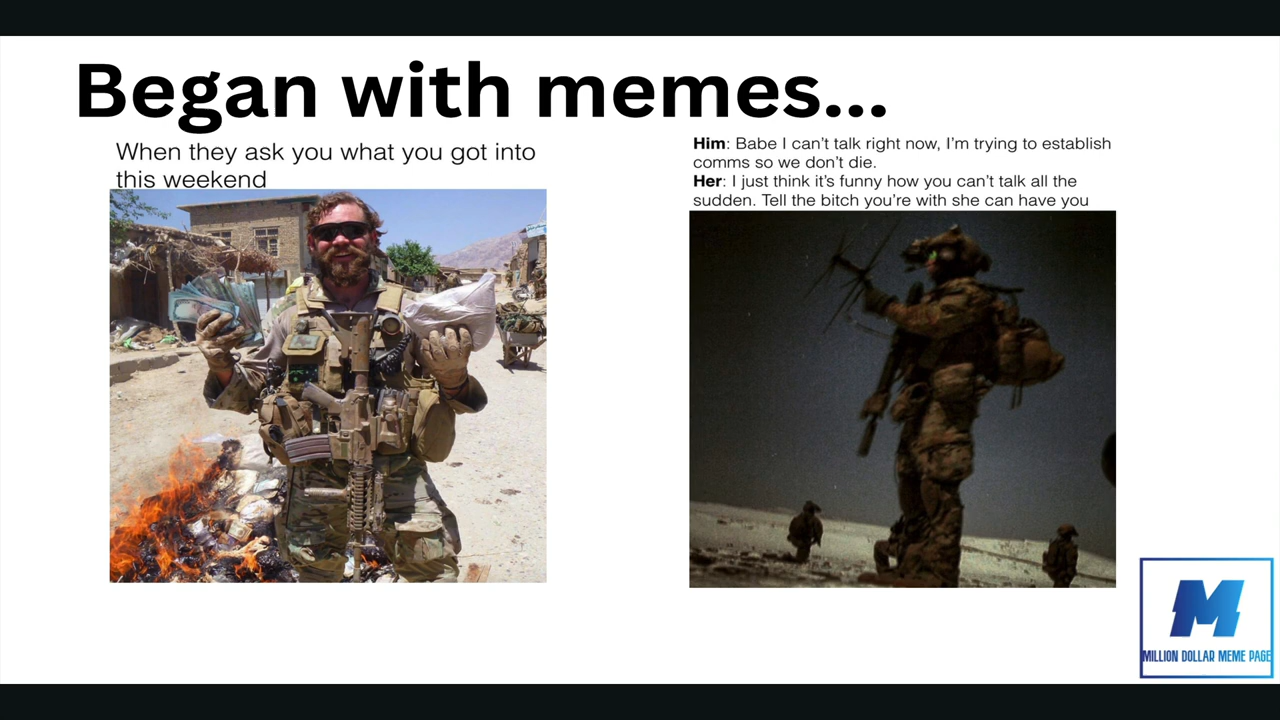 Began with memes...
When they ask you what you got into
this weekend
Him: Babe I can't talk right now, I'm trying to establish
comms so we don't die.
Her: I just think it's funny how you can't talk all the
sudden. Tell the bitch you're with she can have you
M
MILLION DOLLAR MEME PAGE